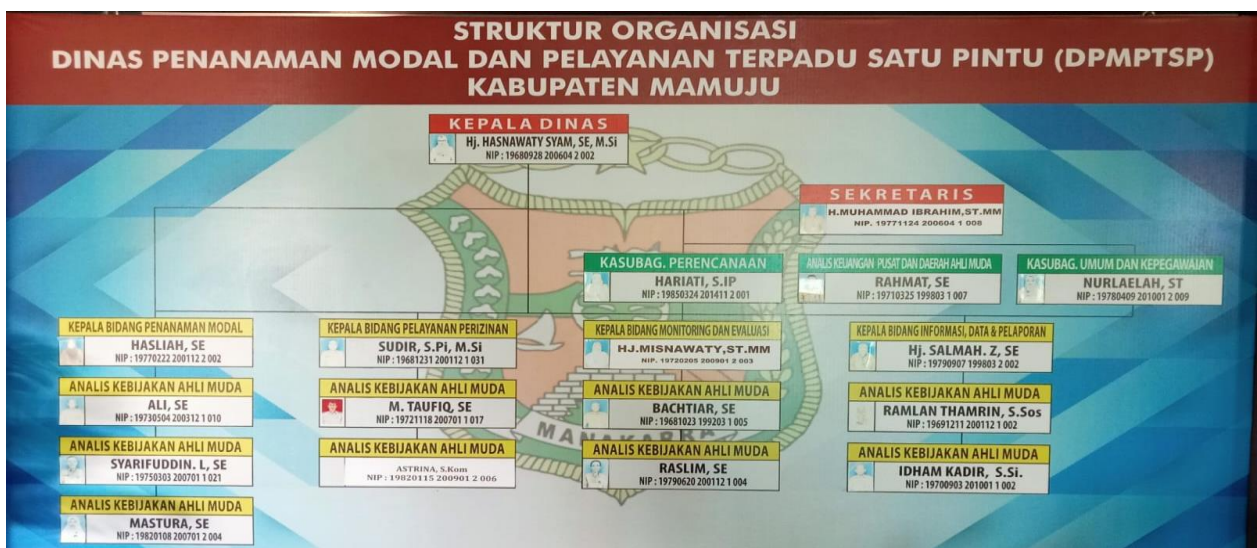 STRUKTUR ORGANISASI
DINAS PENANAMAN MODAL DAN PELAYANAN TERPADU SATU PINTU (DPMPTSP)
KABUPATEN MAMUJU
KEPALA DINAS
Hj. HASNAWATY SYAM, SE, M.Si
NIP : 19680928 200604 2 002
SEKRETARIS
H.MUHAMMAD IBRAHIM,ST.MM
NIP. 19771124 200604 1 008
KASUBAG. PERENCANAAN
HARIATI, S.IP
NIP : 19850324 201411 2 001
ANALIS KEUANGAN PUSAT DAN DAERAH AHLI MUDA
RAHMAT, SE
NIP : 19710325 199803 1 007
KASUBAG. UMUM DAN KEPEGAWAIAN
NURLAELAH, ST
NIP : 19780409 201001 2 009
KEPALA BIDANG PENANAMAN MODAL
HASLIAH, SE
NIP : 19770222 200112 2 002
ANALIS KEBIJAKAN AHLI MUDA
ALI, SE
NIP : 19730504 200312 1 010
ANALIS KEBIJAKAN AHLI MUDA
SYARIFUDDIN. L, SE
NIP : 19750303 200701 1 021
ANALIS KEBIJAKAN AHLI MUDA
MASTURA, SE
NIP : 19820108 200701 2 004
KEPALA BIDANG PELAYANAN PERIZINAN
SUDIR, S.Pi, M.Si
NIP : 19681231 200112 1 031
ANALIS KEBIJAKAN AHLI MUDA
M. TAUFIQ, SE
NIP : 19721118 200701 1 017
ANALIS KEBIJAKAN AHLI MUDA
ASTRINA, S.Kom
NIP : 19820115 200901 2 006
KEPALA BIDANG MONITORING DAN EVALUASI
HJ.MISNAWATY,ST.MM
NIP. 19720205 200901 2 003
ANALIS KEBIJAKAN AHLI MUDA
BACHTIAR, SE
NIP : 19681023 199203 1 005
ANALIS KEBIJAKAN AHLI MUDA
RASLIM, SE
NIP : 19790620 200112 1 004
KEPALA BIDANG INFORMASI, DATA & PELAPORAN
Hj. SALMAH. Z, SE
NIP : 19790907 199803 2 002
ANALIS KEBIJAKAN AHLI MUDA
RAMLAN THAMRIN, S.Sos
NIP : 19691211 200112 1 002
ANALIS KEBIJAKAN AHLI MUDA
IDHAM KADIR, S.Si.
NIP : 19700903 201001 1 002
MANAKARRA